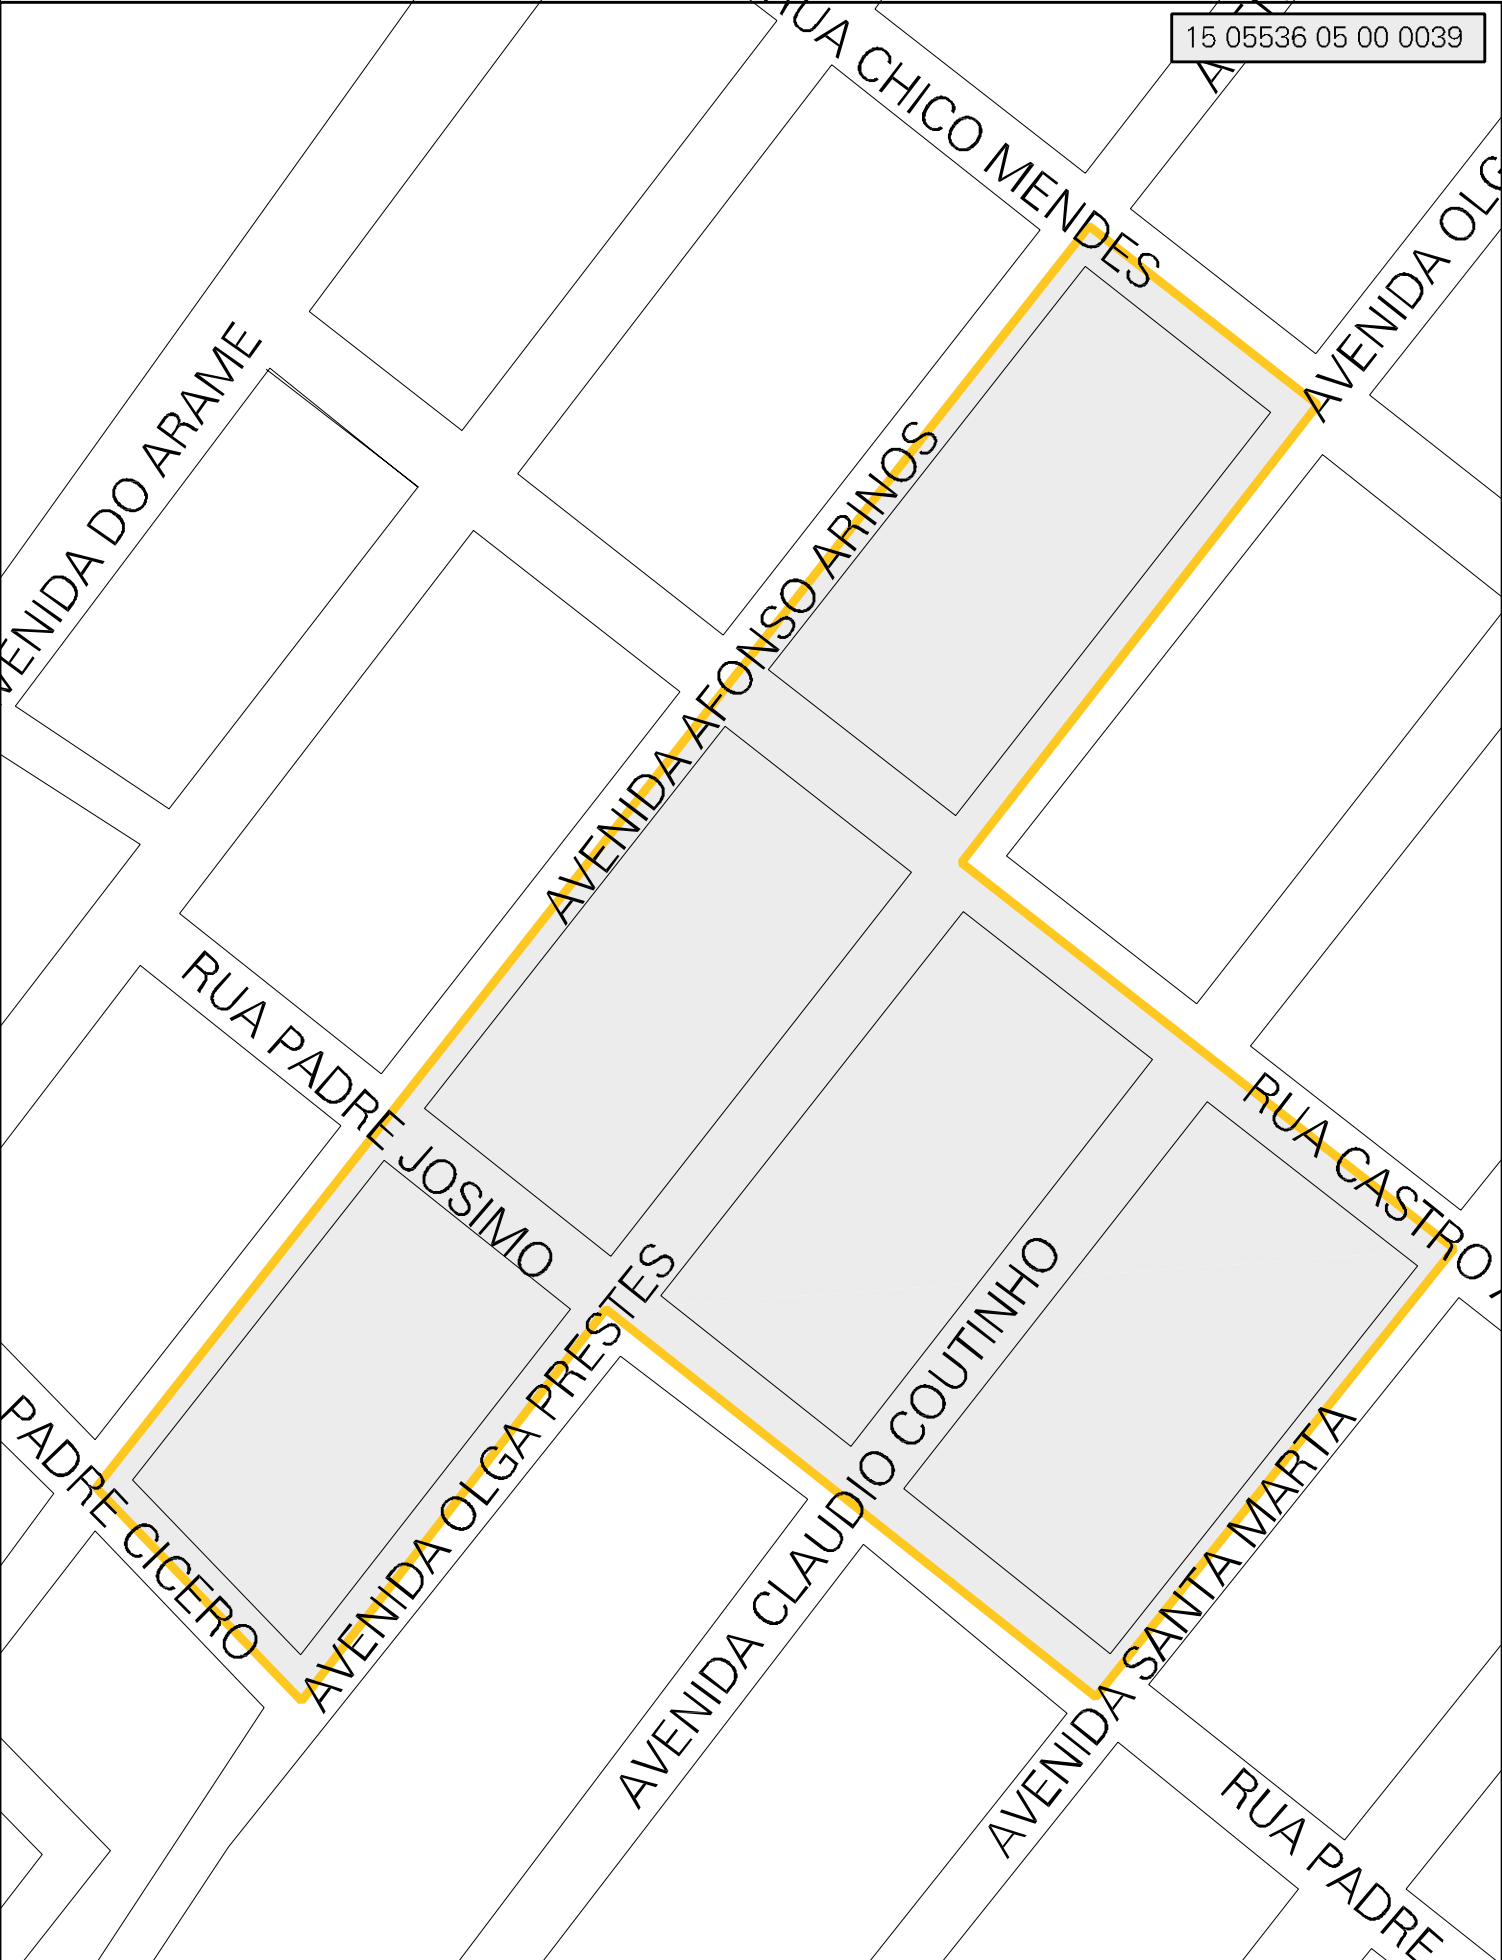 15 05536 05 00 0039
RUA CHICO MENDES
AVENIDA OLG
AVENIDA DO ARAME
AVENIDA AFONSO ARINOS
RUA PADRE JOSIMO
RUA CASTRO
AVENIDA OLGA PRESTES
AVENIDA CLAUDIO COUTINHO
PADRE CICERO
AVENIDA SANTA MARTA
RUA PADRE